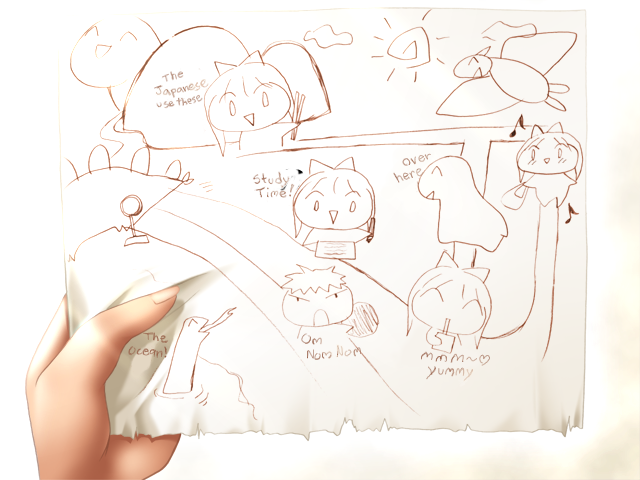 The
Japanese
use these
Study
Time!
over
here
The
ocean!
Om
Nom Nom
mmm~♡
yummy